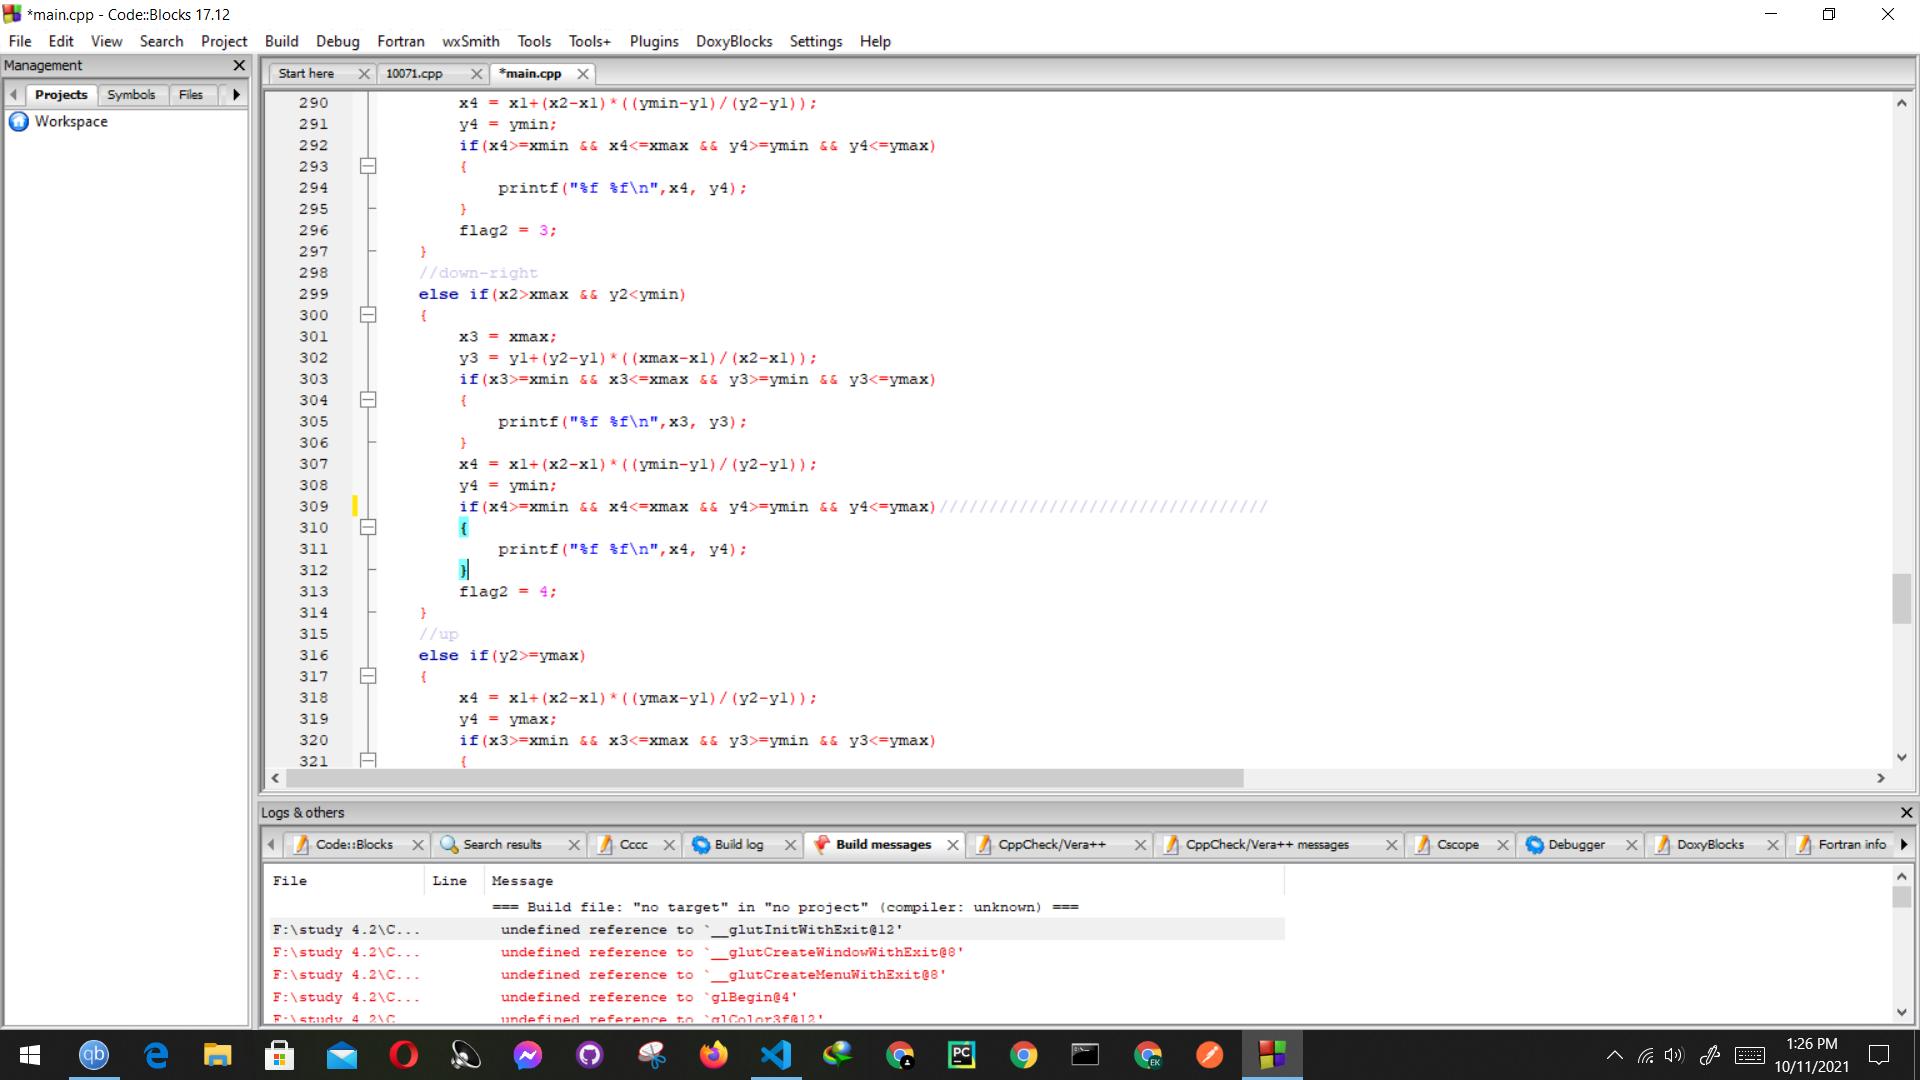 *main.cpp - Code::Blocks 17.12
File Edit View Search Project Build Debug Fortran wxSmith Tools Tools+ Plugins DoxyBlocks Settings Help
Management
Projects Symbols Files
Workspace
Start here 10071.cpp *main.cpp
290 x4 = x1+(x2-x1)*((ymin-y1)/(y2-y1));
291 y4 = ymin;
292 if(x4>=xmin && x4<=xmax && y4>=ymin && y4<=ymax)
293 {
294 printf("%f %f\n",x4, y4);
295 }
296 flag2 = 3;
297 }
298 //down-right
299 else if(x2>xmax && y2<ymin)
300 {
301 x3 = xmax;
302 y3 = y1+(y2-y1)*((xmax-x1)/(x2-x1));
303 if(x3>=xmin && x3<=xmax && y3>=ymin && y3<=ymax)
304 {
305 printf("%f %f\n",x3, y3);
306 }
307 x4 = x1+(x2-x1)*((ymin-y1)/(y2-y1));
308 y4 = ymin;
309 if(x4>=xmin && x4<=xmax && y4>=ymin && y4<=ymax)/////////////////////////////////
310 {
311 printf("%f %f\n",x4, y4);
312 }
313 flag2 = 4;
314 }
315 //up
316 else if(y2>=ymax)
317 {
318 x4 = x1+(x2-x1)*((ymax-y1)/(y2-y1));
319 y4 = ymax;
320 if(x3>=xmin && x3<=xmax && y3>=ymin && y3<=ymax)
321 {
Logs & others
Code::Blocks Search results Cccc Build log Build messages CppCheck/Vera++ CppCheck/Vera++ messages Cscope Debugger DoxyBlocks Fortran info
File Line Message
=== Build file: "no target" in "no project" (compiler: unknown) ===
F:\study 4.2\C... undefined reference to `__glutInitWithExit@12'
F:\study 4.2\C... undefined reference to `__glutCreateWindowWithExit@8'
F:\study 4.2\C... undefined reference to `__glutCreateMenuWithExit@8'
F:\study 4.2\C... undefined reference to `glBegin@4'
F:\study 4.2\C... undefined reference to `glColor3f@12'
qb
PC
EK
1:26 PM
10/11/2021